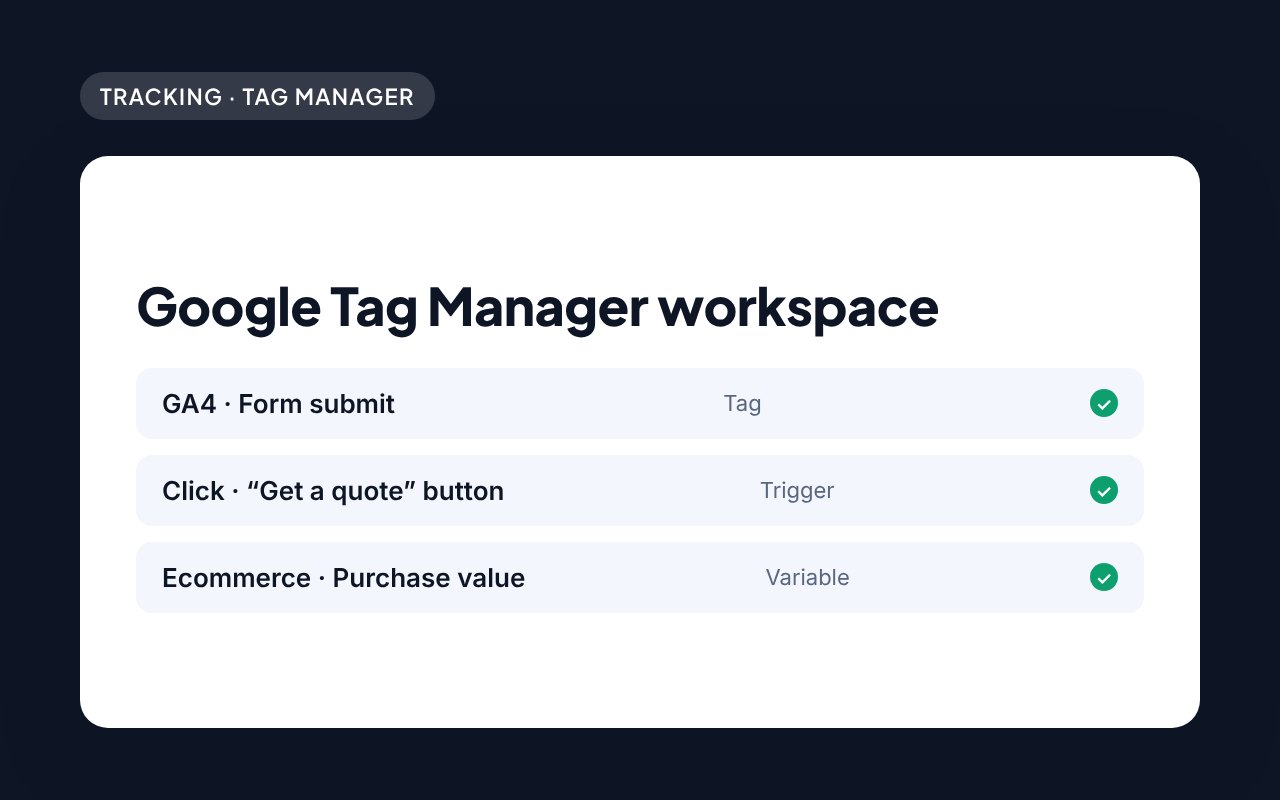 TRACKING · TAG MANAGER
Google Tag Manager workspace
GA4 · Form submit Tag
Click · “Get a quote” button Trigger
Ecommerce · Purchase value Variable